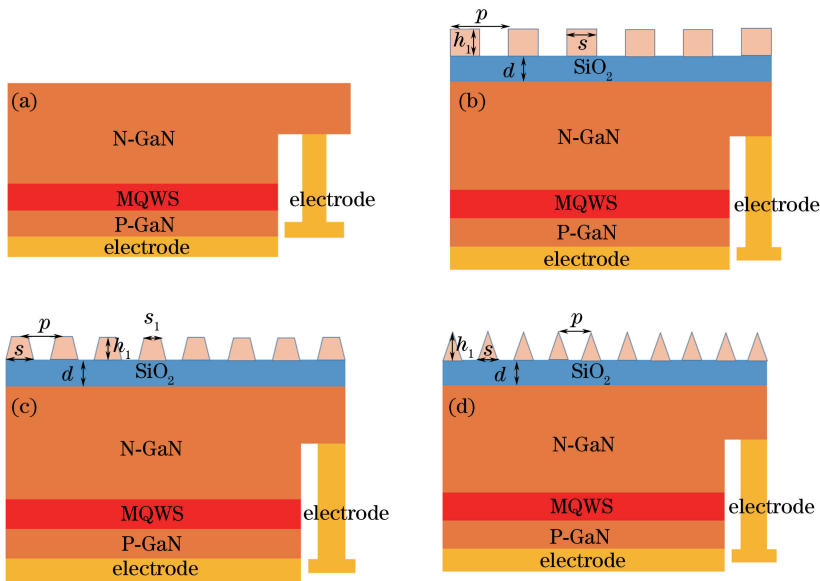 (a)
N-GaN
MQWS
P-GaN
electrode
electrode
p
h₁
s
d
SiO₂
(b)
N-GaN
MQWS
P-GaN
electrode
electrode
p
s
h₁
s₁
d
SiO₂
(c)
N-GaN
MQWS
P-GaN
electrode
electrode
p
h₁
s
d
SiO₂
(d)
N-GaN
MQWS
P-GaN
electrode
electrode